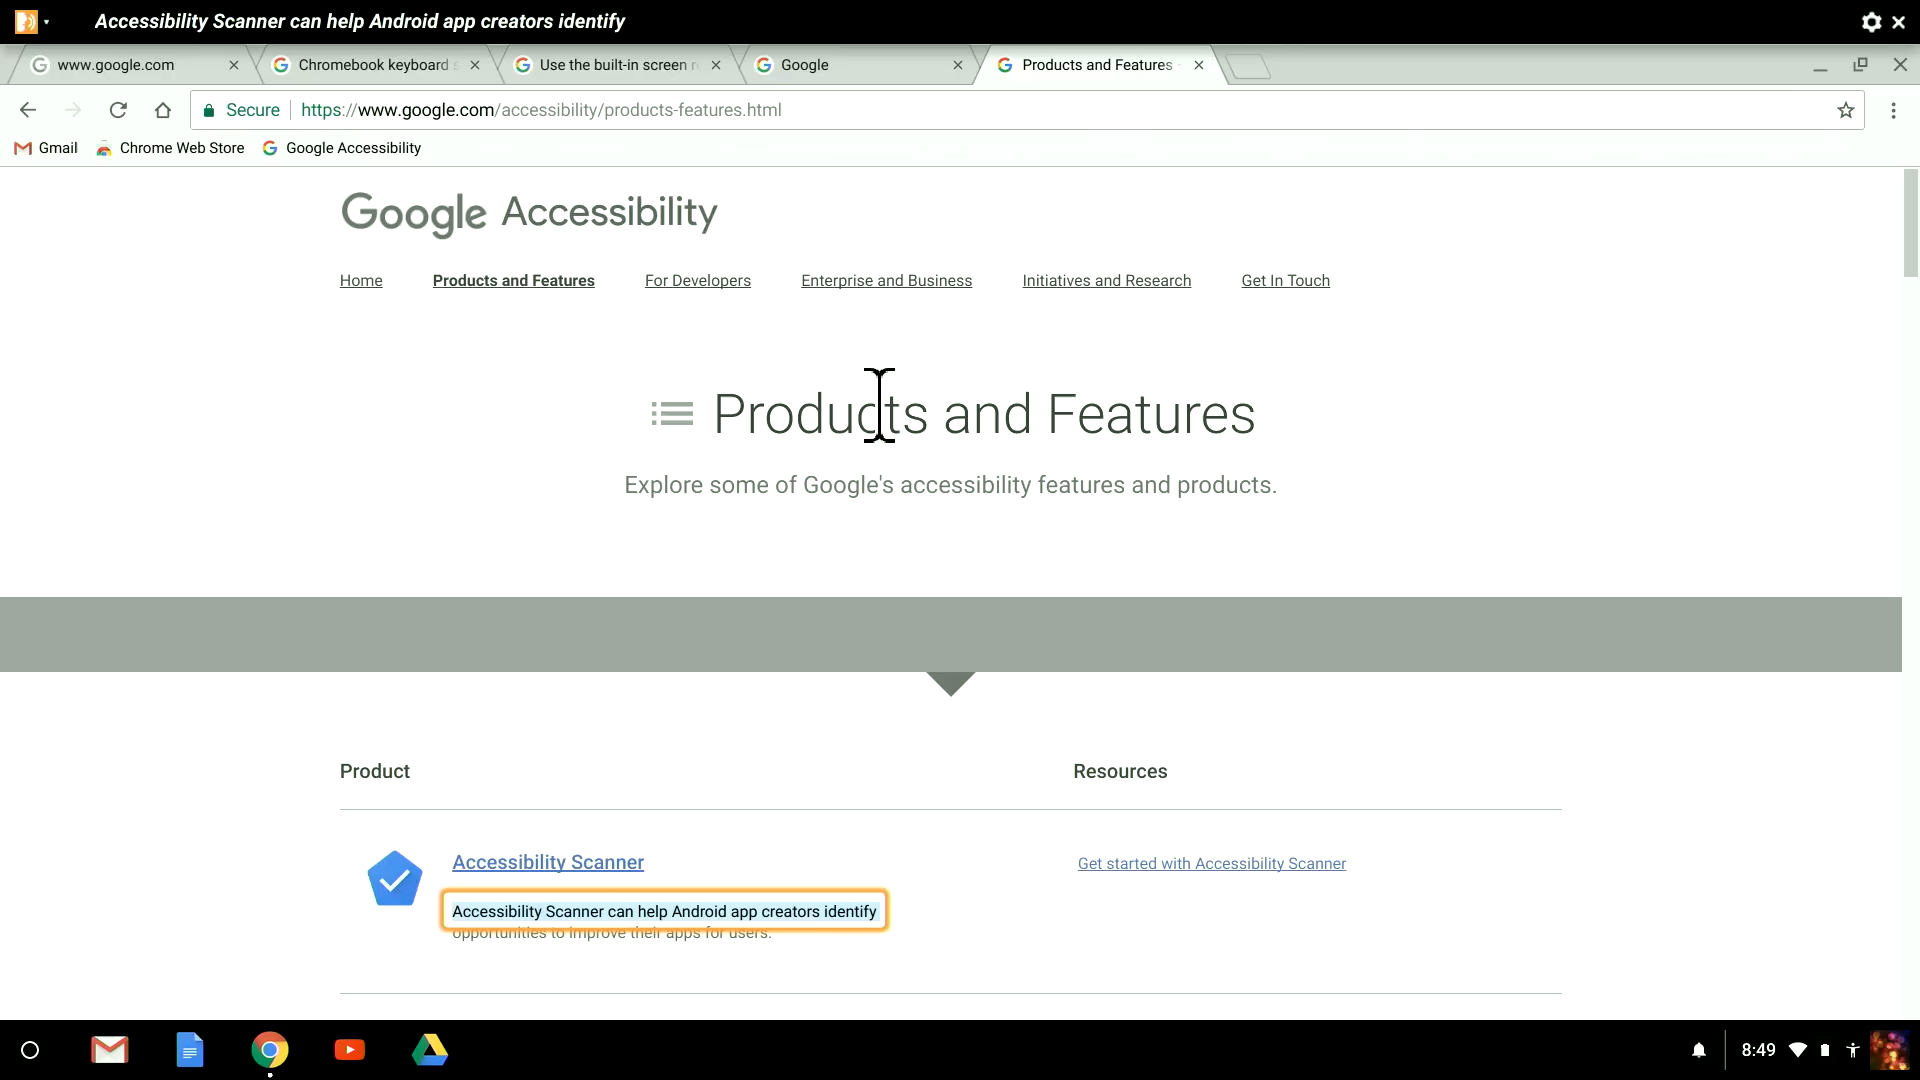 Accessibility Scanner can help Android app creators identify
www.google.com
Chromebook keyboard s
Use the built-in screen re
Google
Products and Features -
Secure
https://www.google.com/accessibility/products-features.html
Gmail
Chrome Web Store
Google Accessibility
Google Accessibility
Home
Products and Features
For Developers
Enterprise and Business
Initiatives and Research
Get In Touch
Products and Features
Explore some of Google's accessibility features and products.
Product
Resources
Accessibility Scanner
Get started with Accessibility Scanner
Accessibility Scanner can help Android app creators identify
opportunities to improve their apps for users.
8:49